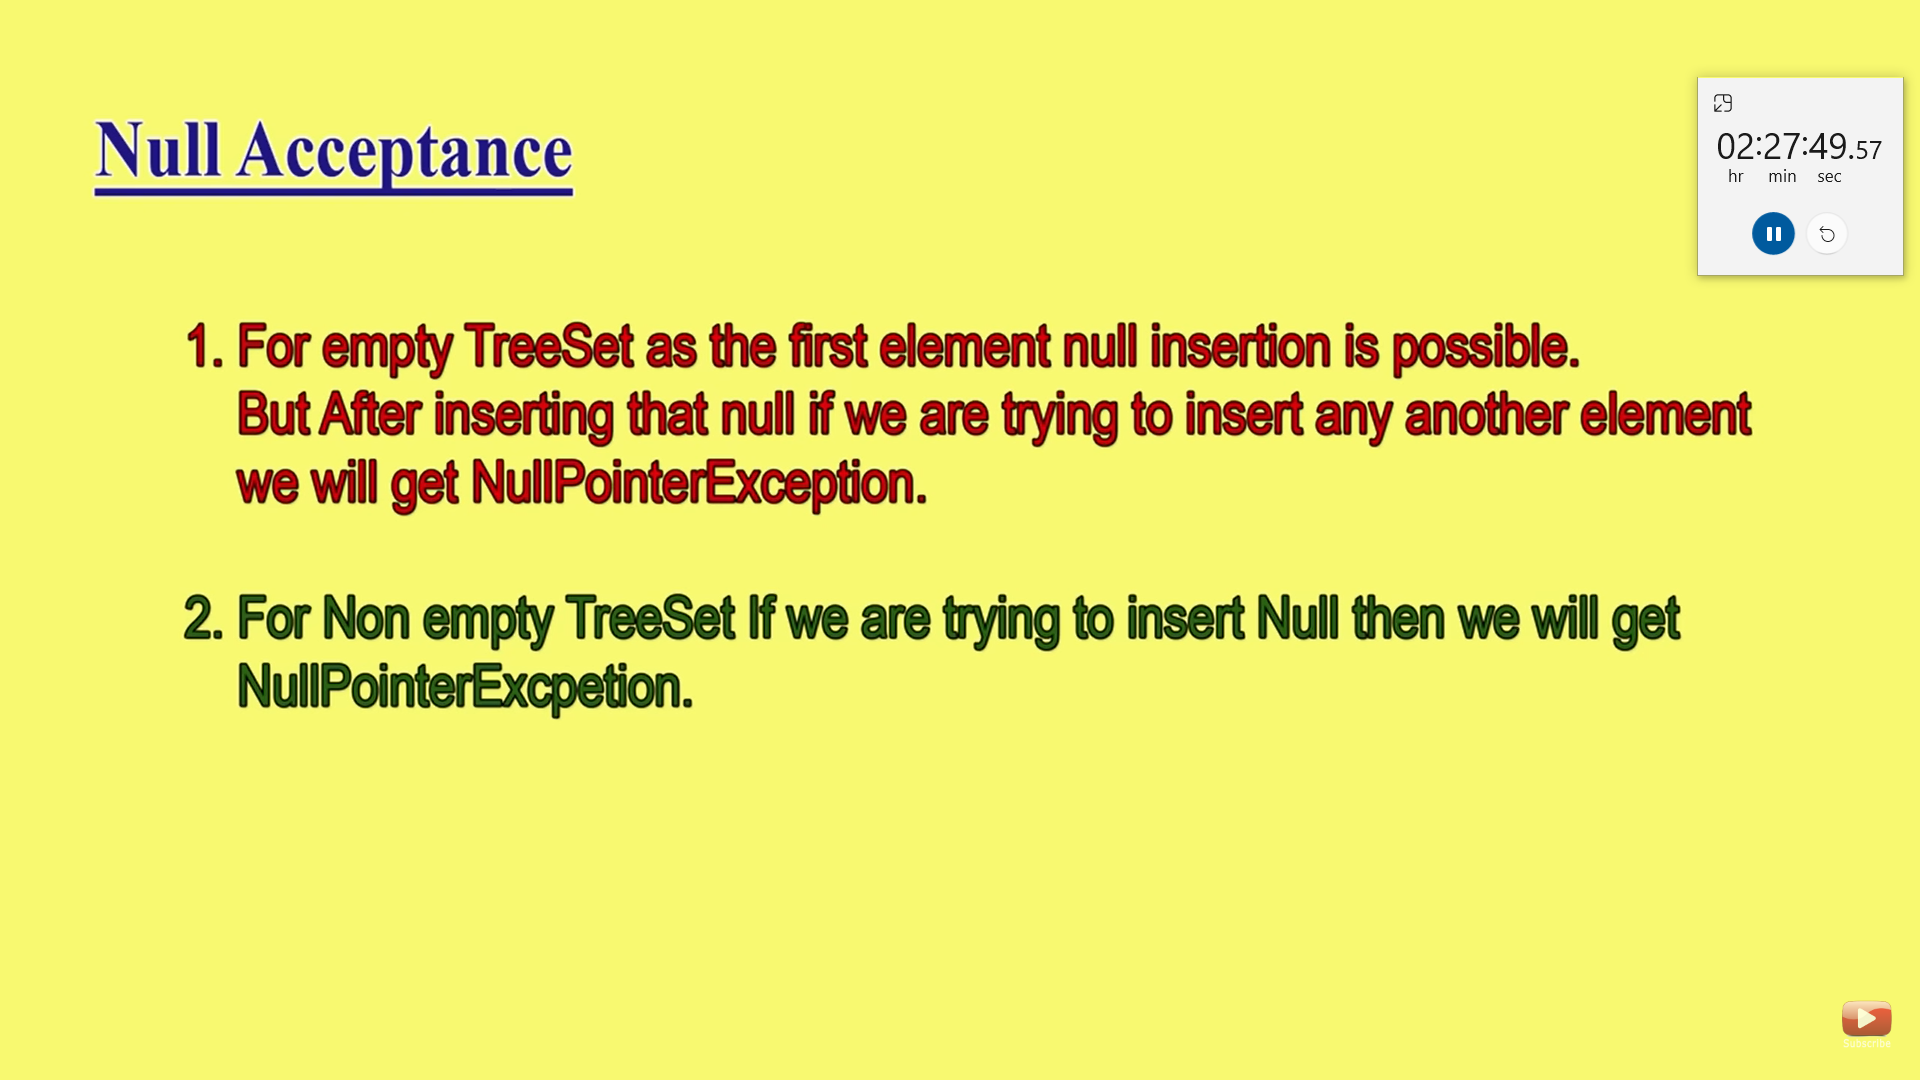 Null Acceptance
02:27:49.57
hr min sec
1. For empty TreeSet as the first element null insertion is possible.
But After inserting that null if we are trying to insert any another element
we will get NullPointerException.
2. For Non empty TreeSet If we are trying to insert Null then we will get
NullPointerExcpetion.
Subscribe